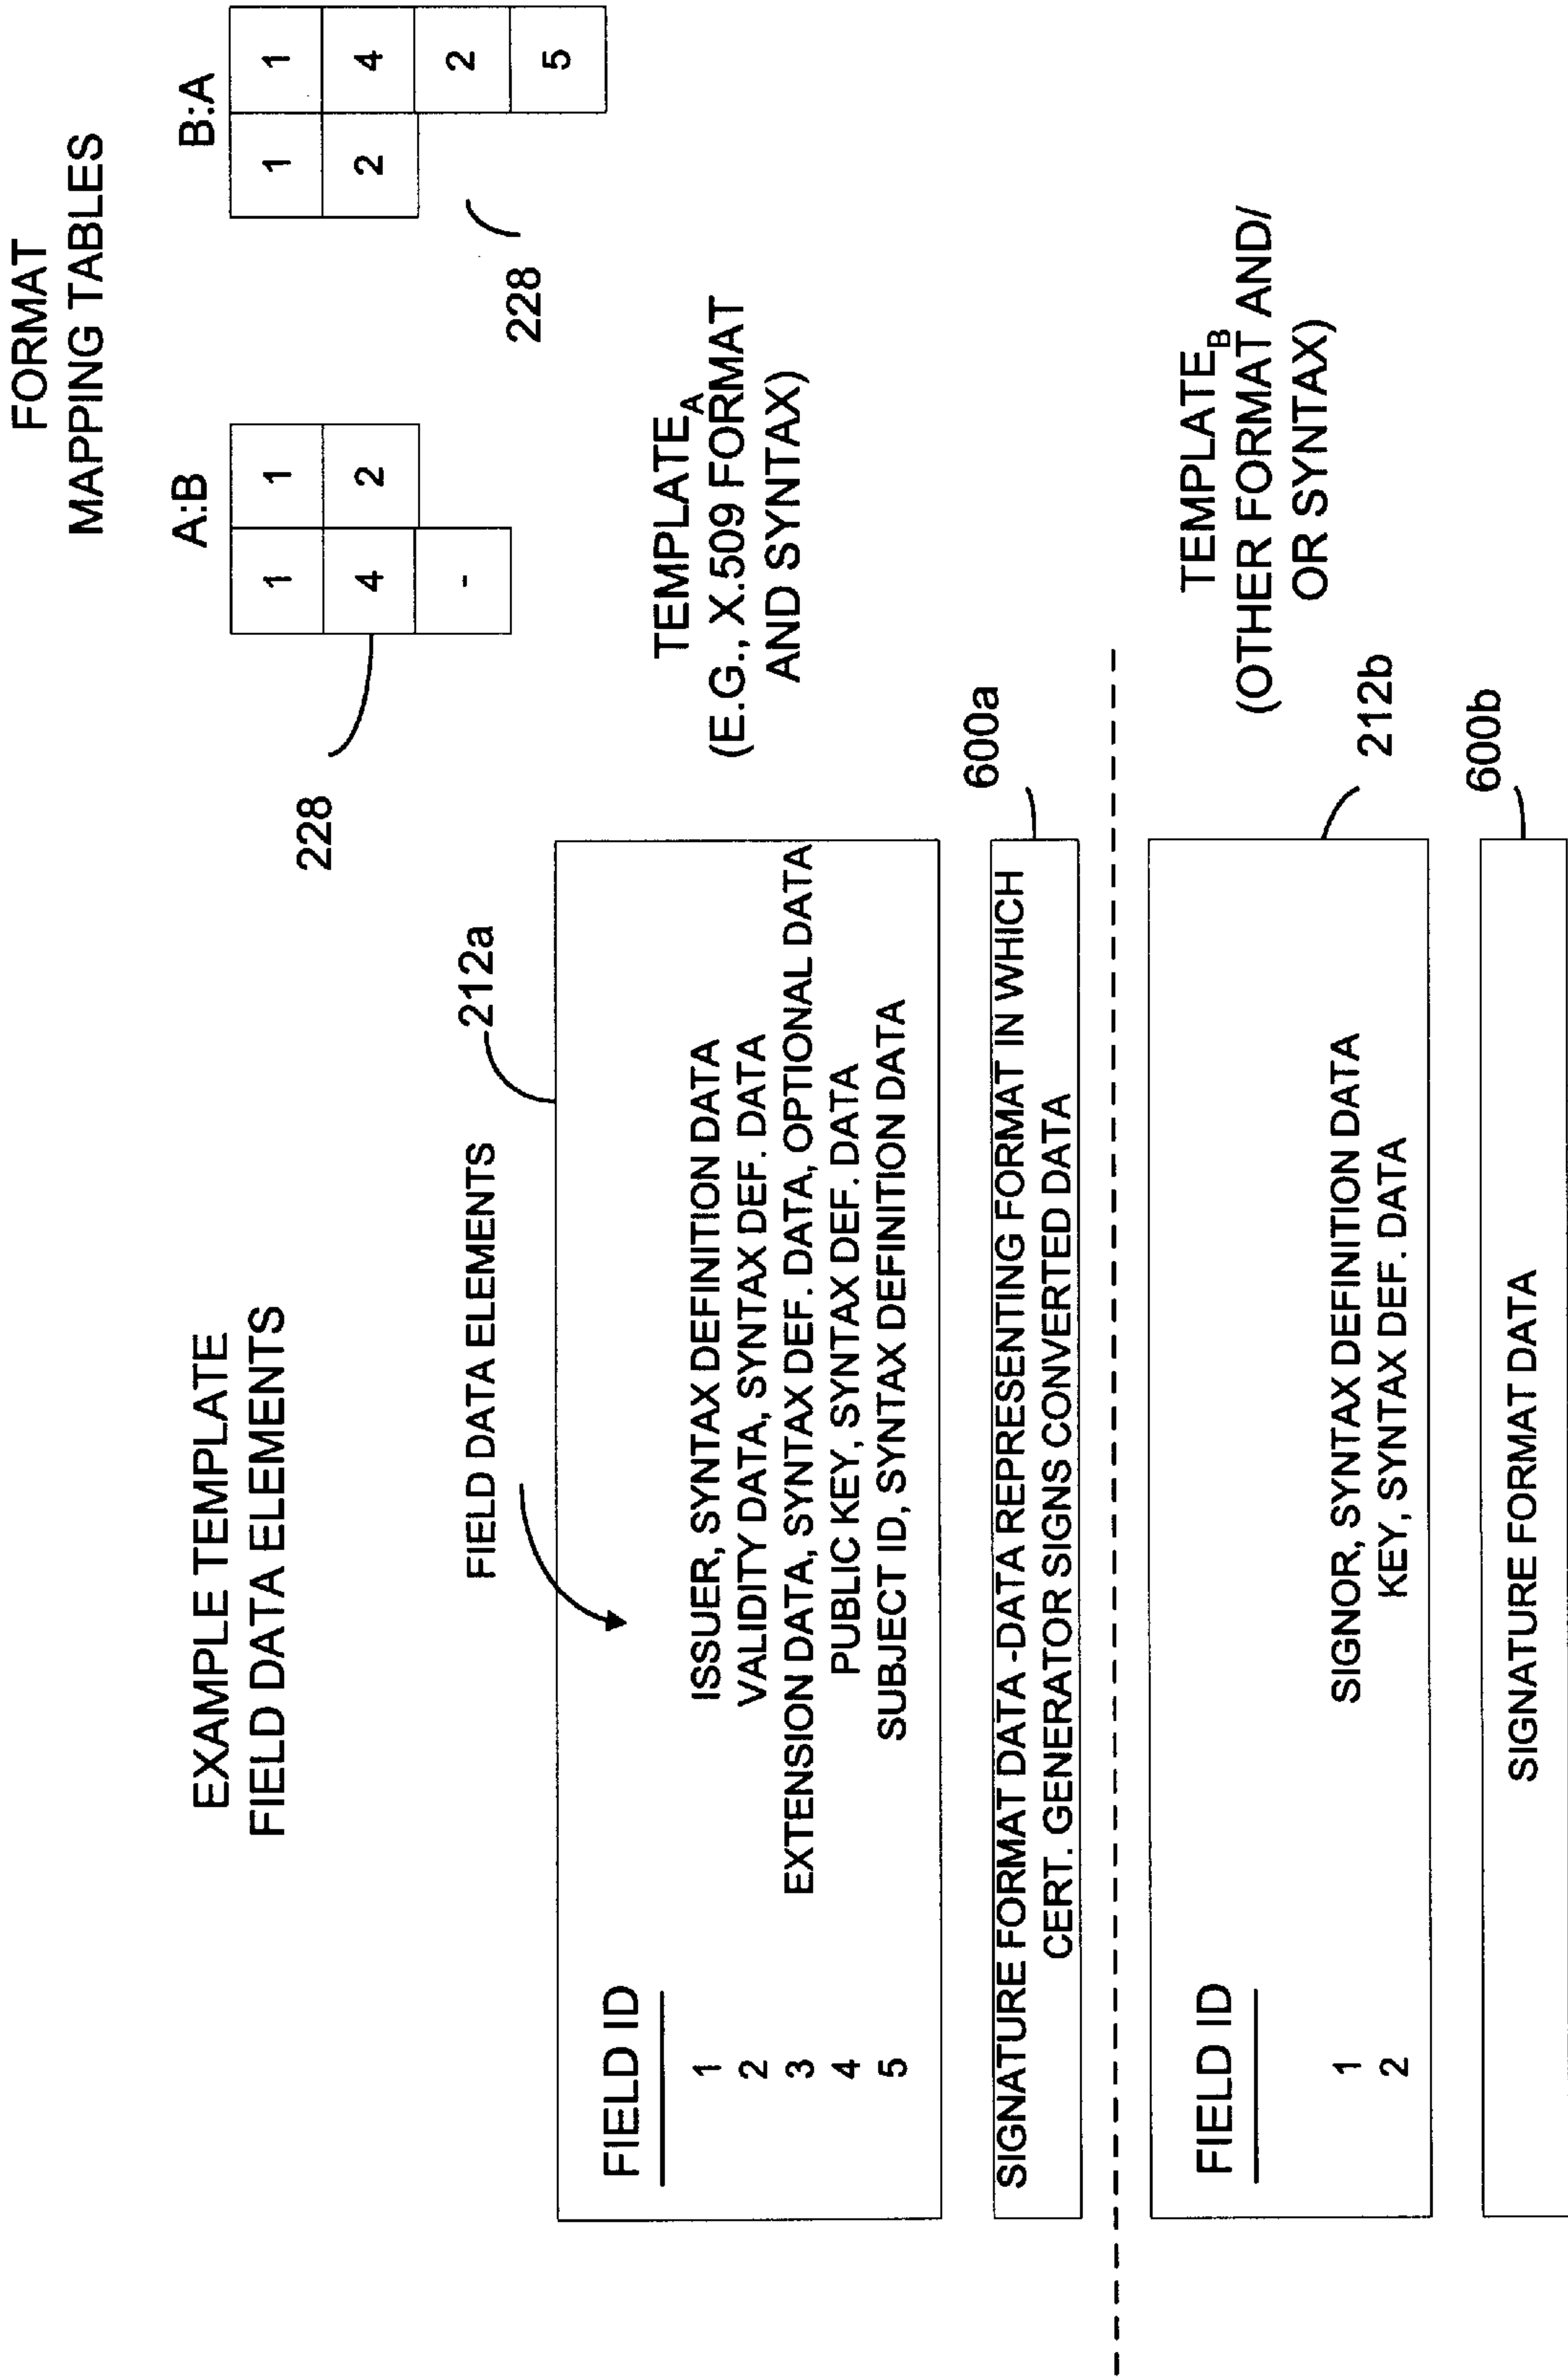 EXAMPLE TEMPLATE
FIELD DATA ELEMENTS
FORMAT
MAPPING TABLES
A:B
1 1
4 2
-
228
B:A
1 1
2 4
2
5
228
FIELD DATA ELEMENTS
212a
FIELD ID
1 ISSUER, SYNTAX DEFINITION DATA
2 VALIDITY DATA, SYNTAX DEF. DATA
3 EXTENSION DATA, SYNTAX DEF. DATA, OPTIONAL DATA
4 PUBLIC KEY, SYNTAX DEF. DATA
5 SUBJECT ID, SYNTAX DEFINITION DATA
TEMPLATE A
(E.G., X.509 FORMAT
AND SYNTAX)
SIGNATURE FORMAT DATA -DATA REPRESENTING FORMAT IN WHICH
CERT. GENERATOR SIGNS CONVERTED DATA
600a
FIELD ID
1 SIGNOR, SYNTAX DEFINITION DATA
2 KEY, SYNTAX DEF. DATA
TEMPLATE B
(OTHER FORMAT AND/
OR SYNTAX)
212b
SIGNATURE FORMAT DATA
600b